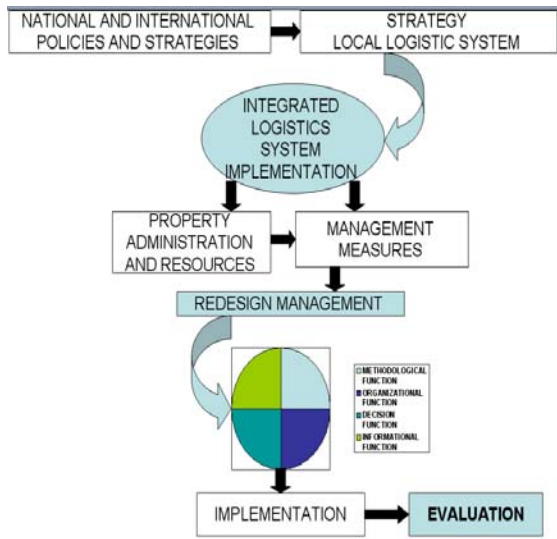 NATIONAL AND INTERNATIONAL
POLICIES AND STRATEGIES
STRATEGY
LOCAL LOGISTIC SYSTEM
INTEGRATED
LOGISTICS
SYSTEM
IMPLEMENTATION
PROPERTY
ADMINISTRATION
AND RESOURCES
MANAGEMENT
MEASURES
REDESIGN MANAGEMENT
METHODOLOGICAL
FUNCTION
ORGANIZATIONAL
FUNCTION
DECISION
FUNCTION
INFORMATIONAL
FUNCTION
IMPLEMENTATION
EVALUATION